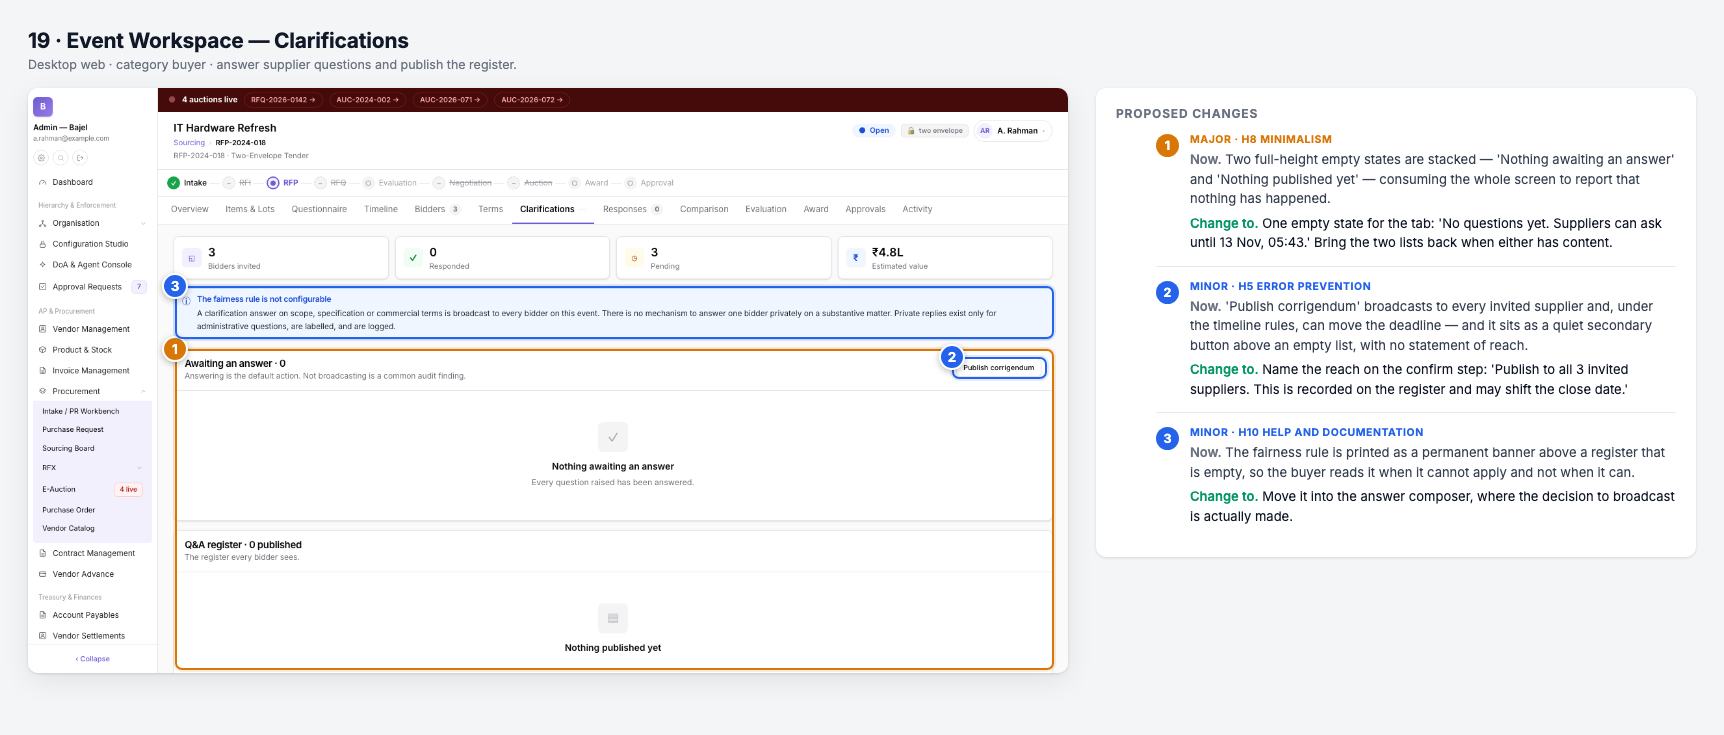 19 · Event Workspace — Clarifications
Desktop web · category buyer · answer supplier questions and publish the register.
B
Admin — Bajel
a.rahman@example.com
Dashboard
Hierarchy & Enforcement
Organisation
Configuration Studio
DoA & Agent Console
Approval Requests 7
AP & Procurement
Vendor Management
Product & Stock
Invoice Management
Procurement
Intake / PR Workbench
Purchase Request
Sourcing Board
RFX
E-Auction 4 live
Purchase Order
Vendor Catalog
Contract Management
Vendor Advance
Treasury & Finances
Account Payables
Vendor Settlements
‹ Collapse
4 auctions live RFQ-2026-0142 → AUC-2024-002 → AUC-2026-071 → AUC-2026-072 →
IT Hardware Refresh
Sourcing · RFP-2024-018
RFP-2024-018 · Two-Envelope Tender
Open two envelope AR A. Rahman
Intake RFI RFP RFQ Evaluation Negotiation Auction Award Approval
Overview Items & Lots Questionnaire Timeline Bidders 3 Terms Clarifications Responses 0 Comparison Evaluation Award Approvals Activity
3
Bidders invited
0
Responded
3
Pending
₹
₹4.8L
Estimated value
3
The fairness rule is not configurable
A clarification answer on scope, specification or commercial terms is broadcast to every bidder on this event. There is no mechanism to answer one bidder privately on a substantive matter. Private replies exist only for
administrative questions, are labelled, and are logged.
1
Awaiting an answer · 0
Answering is the default action. Not broadcasting is a common audit finding.
2
Publish corrigendum
Nothing awaiting an answer
Every question raised has been answered.
Q&A register · 0 published
The register every bidder sees.
Nothing published yet
PROPOSED CHANGES
1
MAJOR · H8 MINIMALISM
Now. Two full-height empty states are stacked — 'Nothing awaiting an answer'
and 'Nothing published yet' — consuming the whole screen to report that
nothing has happened.
Change to. One empty state for the tab: 'No questions yet. Suppliers can ask
until 13 Nov, 05:43.' Bring the two lists back when either has content.
2
MINOR · H5 ERROR PREVENTION
Now. 'Publish corrigendum' broadcasts to every invited supplier and, under
the timeline rules, can move the deadline — and it sits as a quiet secondary
button above an empty list, with no statement of reach.
Change to. Name the reach on the confirm step: 'Publish to all 3 invited
suppliers. This is recorded on the register and may shift the close date.'
3
MINOR · H10 HELP AND DOCUMENTATION
Now. The fairness rule is printed as a permanent banner above a register that
is empty, so the buyer reads it when it cannot apply and not when it can.
Change to. Move it into the answer composer, where the decision to broadcast
is actually made.